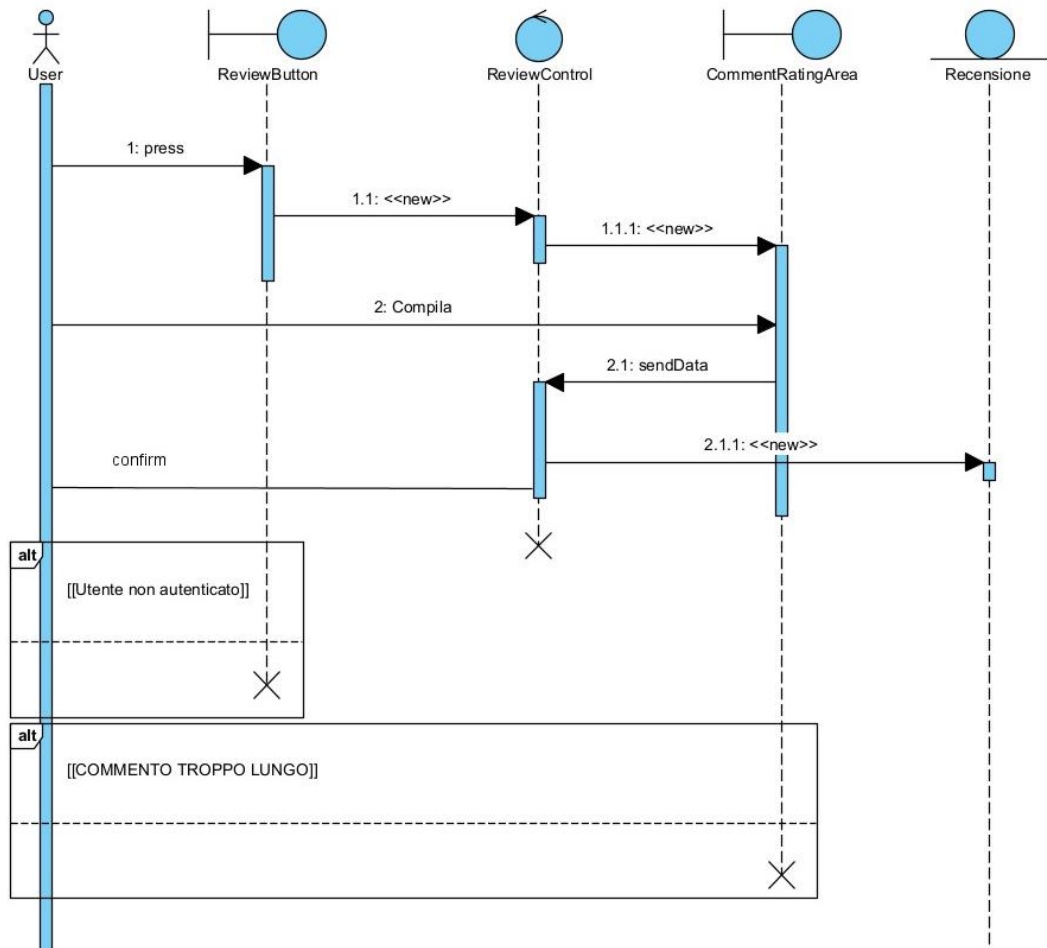 User
ReviewButton
ReviewControl
CommentRatingArea
Recensione
1: press
1.1: <<new>>
1.1.1: <<new>>
2: Compila
2.1: sendData
2.1.1: <<new>>
confirm
alt
[[Utente non autenticato]]
alt
[[COMMENTO TROPPO LUNGO]]